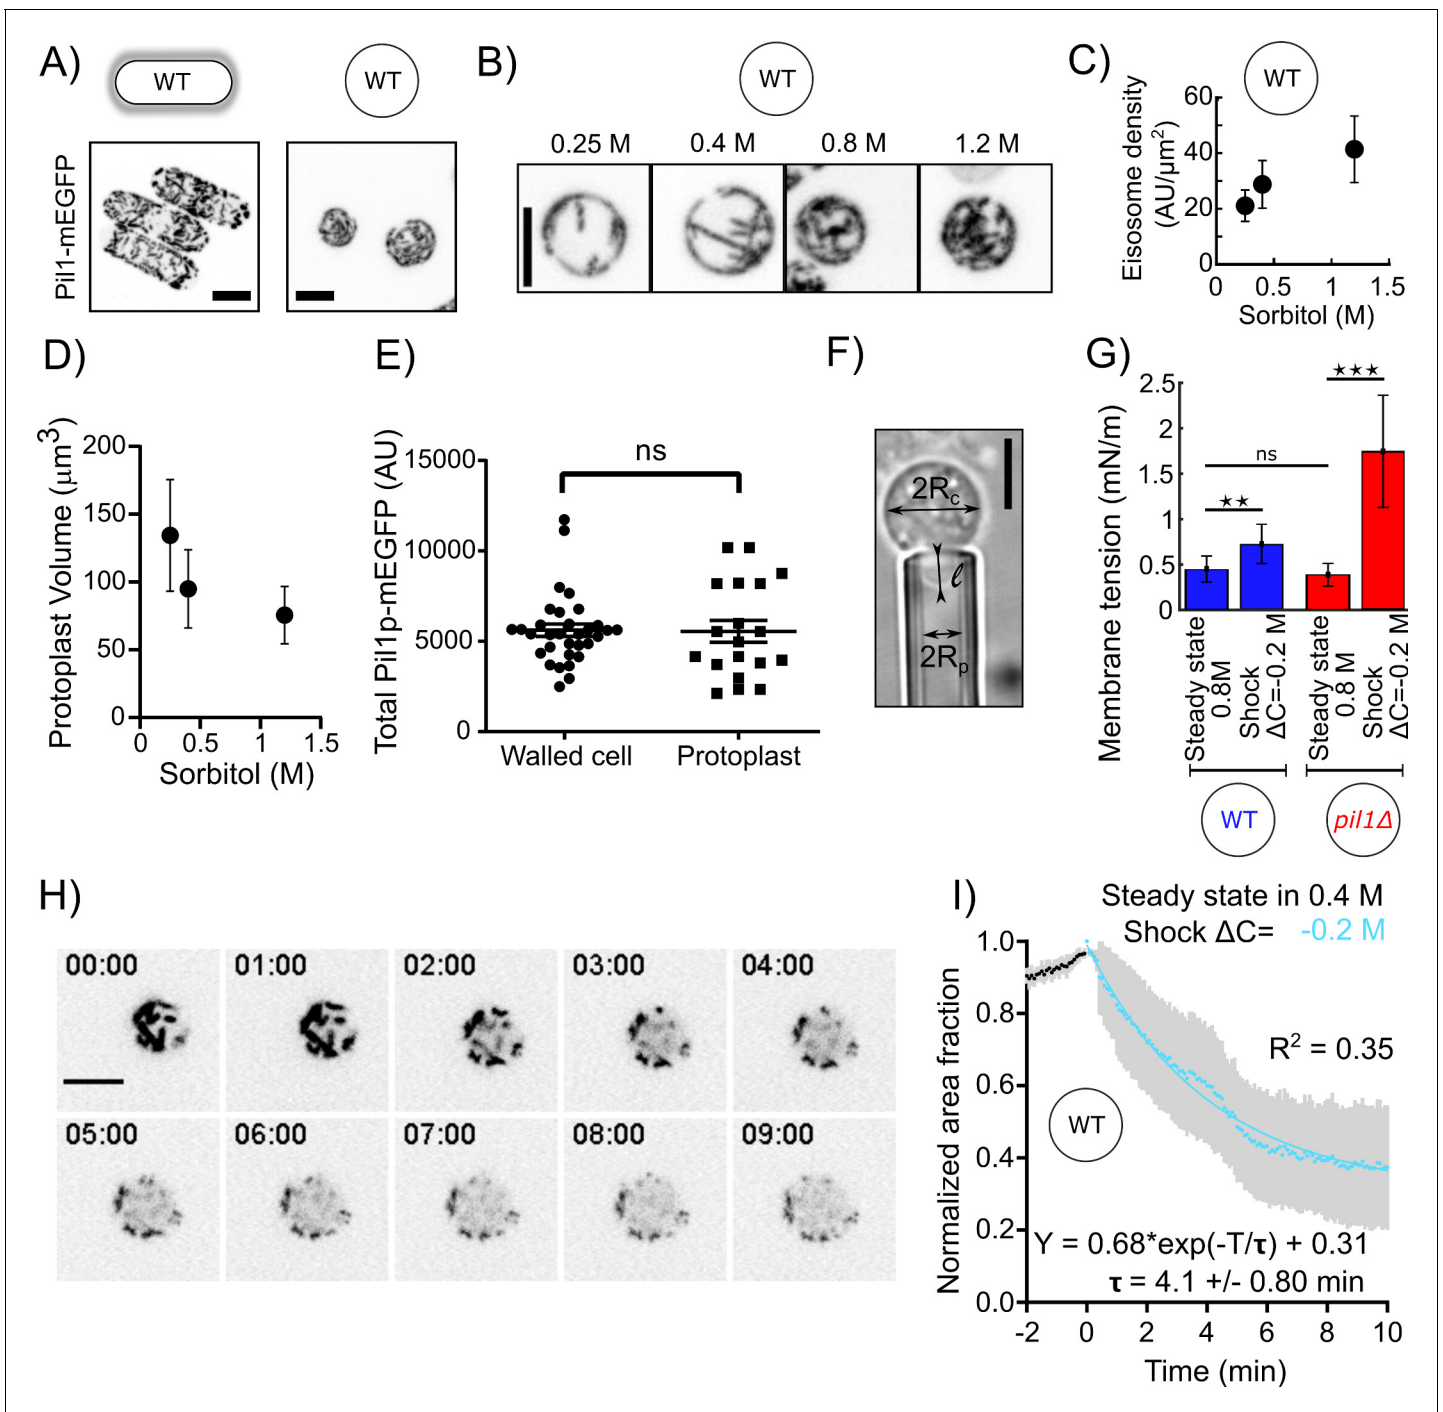 A)
WT
WT
Pil1-mEGFP
B)
WT
0.25 M 0.4 M 0.8 M 1.2 M
C)
WT
Eisosome density
(AU/µm²)
60
40
20
0
0 0.5 1 1.5
Sorbitol (M)
D)
Protoplast Volume (µm³)
200
150
100
50
0
0 0.5 1 1.5
Sorbitol (M)
E)
Total Pil1p-mEGFP (AU)
ns
15000
10000
5000
0
Walled cell Protoplast
F)
2Rc
ℓ
2Rp
G)
Membrane tension (mN/m)
2.5
2
1.5
1
0.5
0
★★★
ns
★★
Steady state
0.8M
Shock
ΔC=-0.2 M
Steady state
0.8 M
Shock
ΔC=-0.2 M
WT
pil1Δ
H)
00:00 01:00 02:00 03:00 04:00
05:00 06:00 07:00 08:00 09:00
I)
Steady state in 0.4 M
Shock ΔC= -0.2 M
Normalized area fraction
1.0
0.8
0.6
0.4
0.2
0.0
R² = 0.35
WT
Y = 0.68*exp(-T/τ) + 0.31
τ = 4.1 +/- 0.80 min
-2 0 2 4 6 8 10
Time (min)